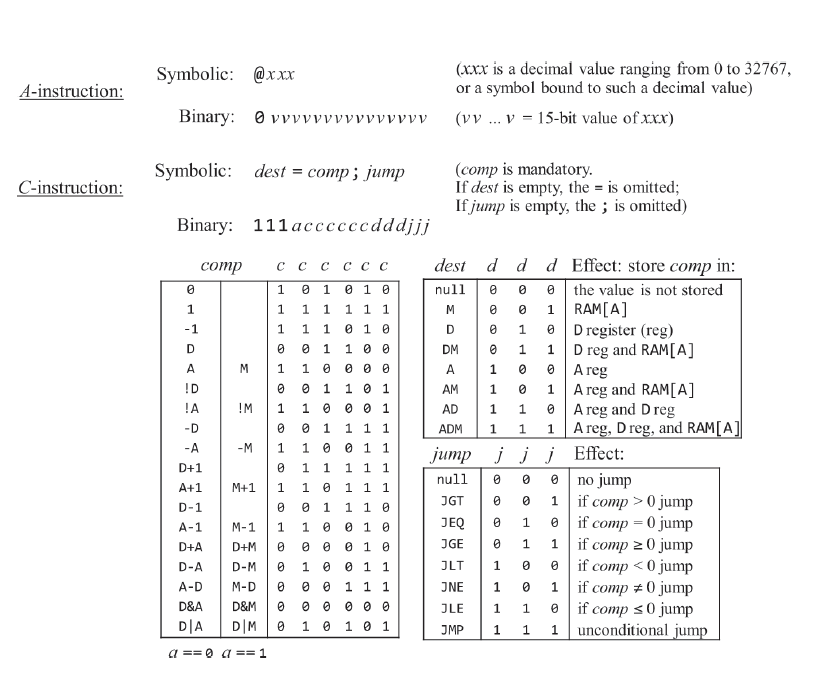 A-instruction:
Symbolic: @xxx (xxx is a decimal value ranging from 0 to 32767,
or a symbol bound to such a decimal value)
Binary: 0 vvvvvvvvvvvvvvv (vv ... v = 15-bit value of xxx)
C-instruction:
Symbolic: dest = comp ; jump (comp is mandatory.
If dest is empty, the = is omitted;
If jump is empty, the ; is omitted)
Binary: 111accccccdddjjj
comp c c c c c c
0 1 0 1 0 1 0
1 1 1 1 1 1 1
-1 1 1 1 0 1 0
D 0 0 1 1 0 0
A M 1 1 0 0 0 0
!D 0 0 1 1 0 1
!A !M 1 1 0 0 0 1
-D 0 0 1 1 1 1
-A -M 1 1 0 0 1 1
D+1 0 1 1 1 1 1
A+1 M+1 1 1 0 1 1 1
D-1 0 0 1 1 1 0
A-1 M-1 1 1 0 0 1 0
D+A D+M 0 0 0 0 1 0
D-A D-M 0 1 0 0 1 1
A-D M-D 0 0 0 1 1 1
D&A D&M 0 0 0 0 0 0
D|A D|M 0 1 0 1 0 1
a == 0 a == 1
dest d d d Effect: store comp in:
null 0 0 0 the value is not stored
M 0 0 1 RAM[A]
D 0 1 0 D register (reg)
DM 0 1 1 D reg and RAM[A]
A 1 0 0 A reg
AM 1 0 1 A reg and RAM[A]
AD 1 1 0 A reg and D reg
ADM 1 1 1 A reg, D reg, and RAM[A]
jump j j j Effect:
null 0 0 0 no jump
JGT 0 0 1 if comp > 0 jump
JEQ 0 1 0 if comp = 0 jump
JGE 0 1 1 if comp ≥ 0 jump
JLT 1 0 0 if comp < 0 jump
JNE 1 0 1 if comp ≠ 0 jump
JLE 1 1 0 if comp ≤ 0 jump
JMP 1 1 1 unconditional jump